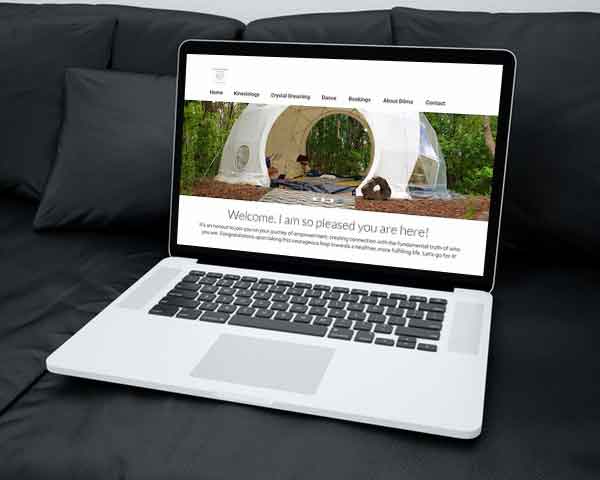 Home Kinesiology Crystal Dreaming Dance Bookings About Dilma Contact
Welcome. I am so pleased you are here!
It's an honour to join you on your journey of empowerment; creating connection with the fundamental truth of who
you are. Congratulations upon taking this courageous leap towards a healthier, more fulfilling life. Let's go for it!